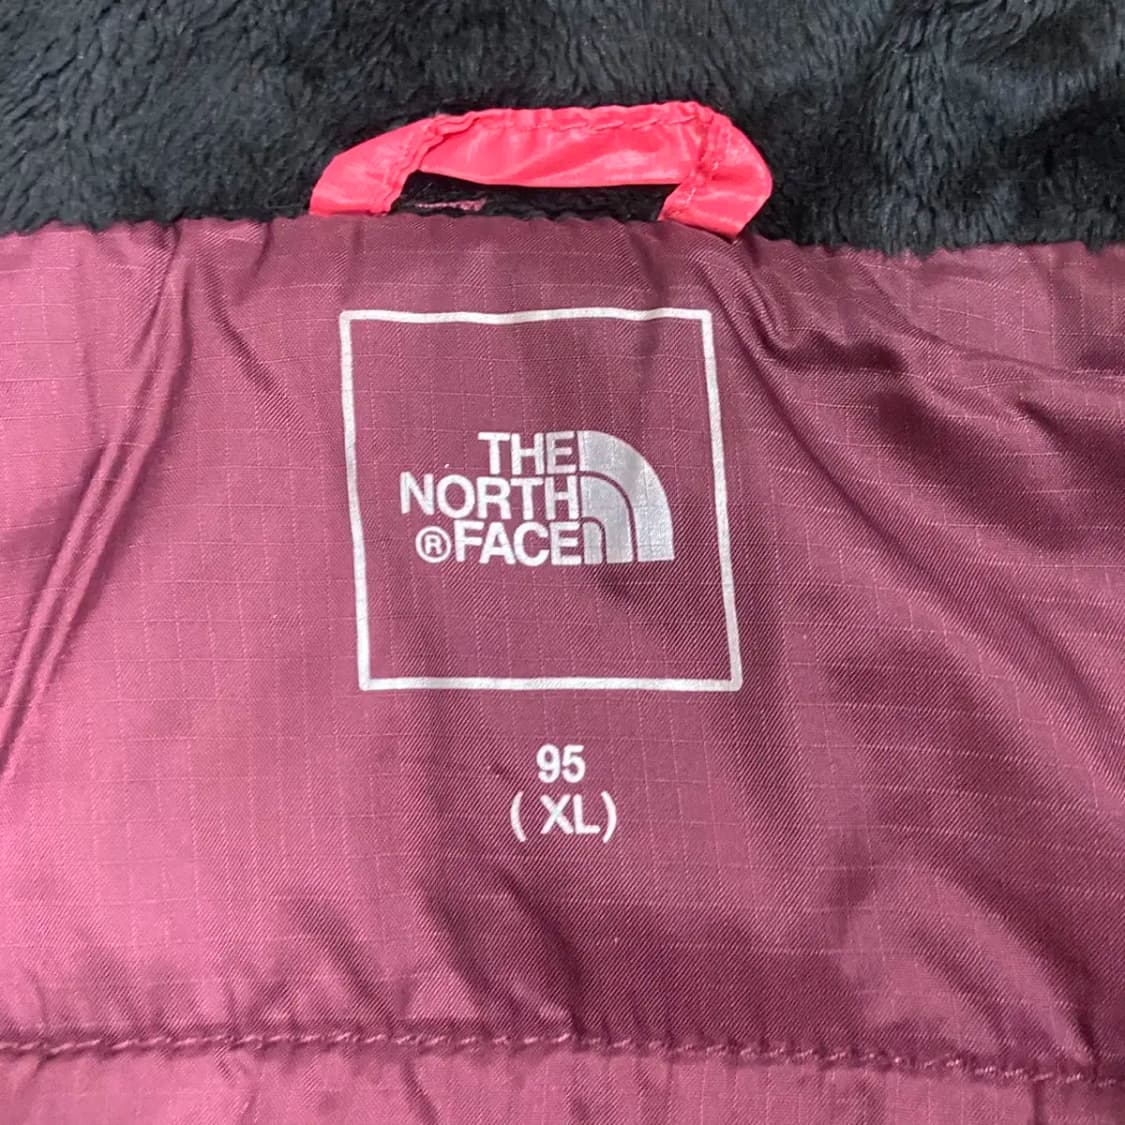 THE
NORTH
®FACE
95
( XL)